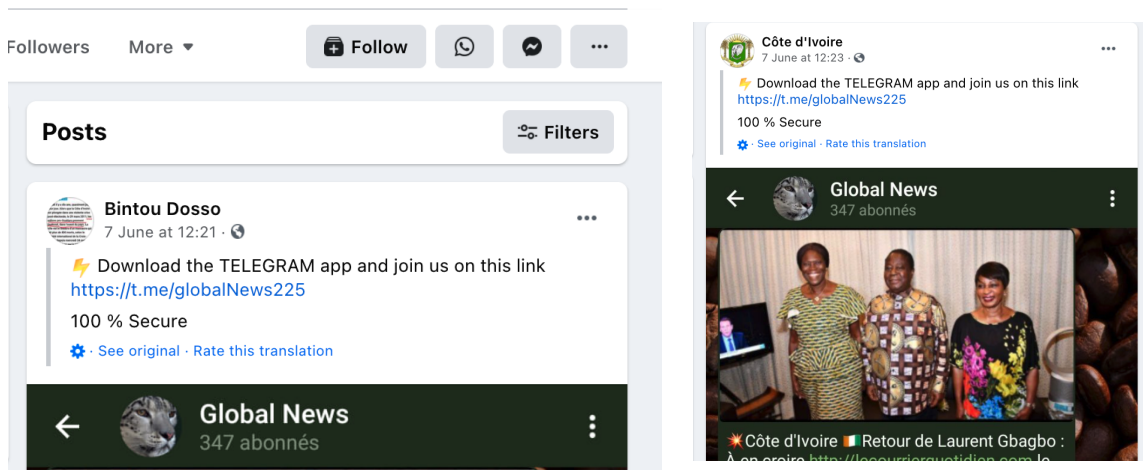 Followers
More
Follow
Posts
Filters
Bintou Dosso
7 June at 12:21 ·
⚡ Download the TELEGRAM app and join us on this link
https://t.me/globalNews225
100 % Secure
· See original · Rate this translation
Global News
347 abonnés
Côte d'Ivoire
7 June at 12:23 ·
⚡ Download the TELEGRAM app and join us on this link
https://t.me/globalNews225
100 % Secure
· See original · Rate this translation
Global News
347 abonnés
💥Côte d'Ivoire 🇨🇮Retour de Laurent Gbagbo :
À en croire http://lecourrierquotidien.com le